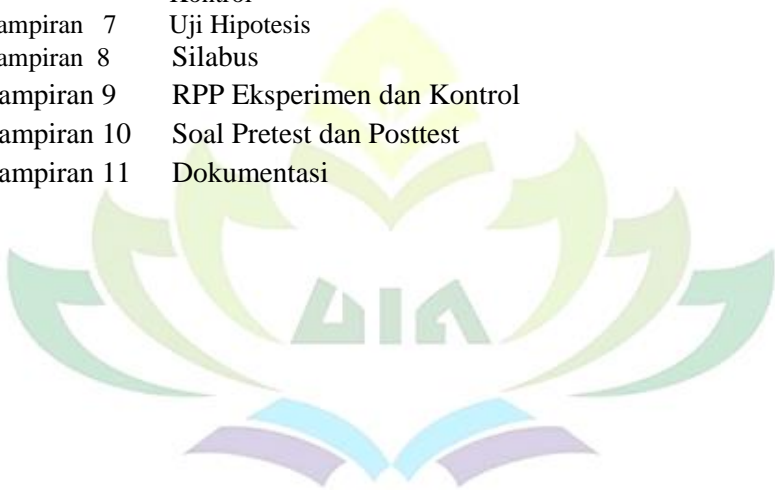 Kontrol
ampiran 7 Uji Hipotesis
ampiran 8 Silabus
ampiran 9 RPP Eksperimen dan Kontrol
ampiran 10 Soal Pretest dan Posttest
ampiran 11 Dokumentasi
UIN